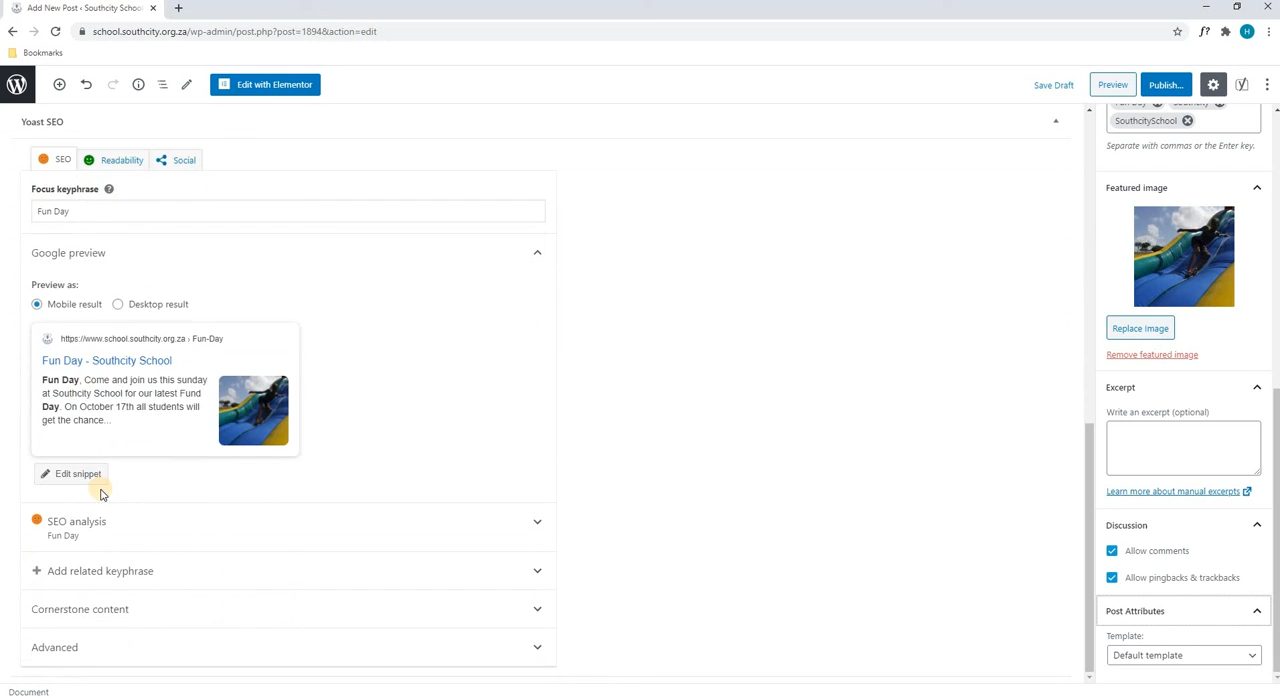 Add New Post ‹ Southcity School
school.southcity.org.za/wp-admin/post.php?post=1894&action=edit
f?
H
Bookmarks
Edit with Elementor
Save Draft
Preview
Publish...
Yoast SEO
SEO
Readability
Social
Focus keyphrase
Fun Day
Google preview
Preview as:
Mobile result
Desktop result
https://www.school.southcity.org.za › Fun-Day
Fun Day - Southcity School
Fun Day, Come and join us this sunday
at Southcity School for our latest Fund
Day. On October 17th all students will
get the chance...
Edit snippet
SEO analysis
Fun Day
Add related keyphrase
Cornerstone content
Advanced
Document
Fun Day
SouthcitySchool
Separate with commas or the Enter key.
Featured image
Replace Image
Remove featured image
Excerpt
Write an excerpt (optional)
Learn more about manual excerpts
Discussion
Allow comments
Allow pingbacks & trackbacks
Post Attributes
Template:
Default template